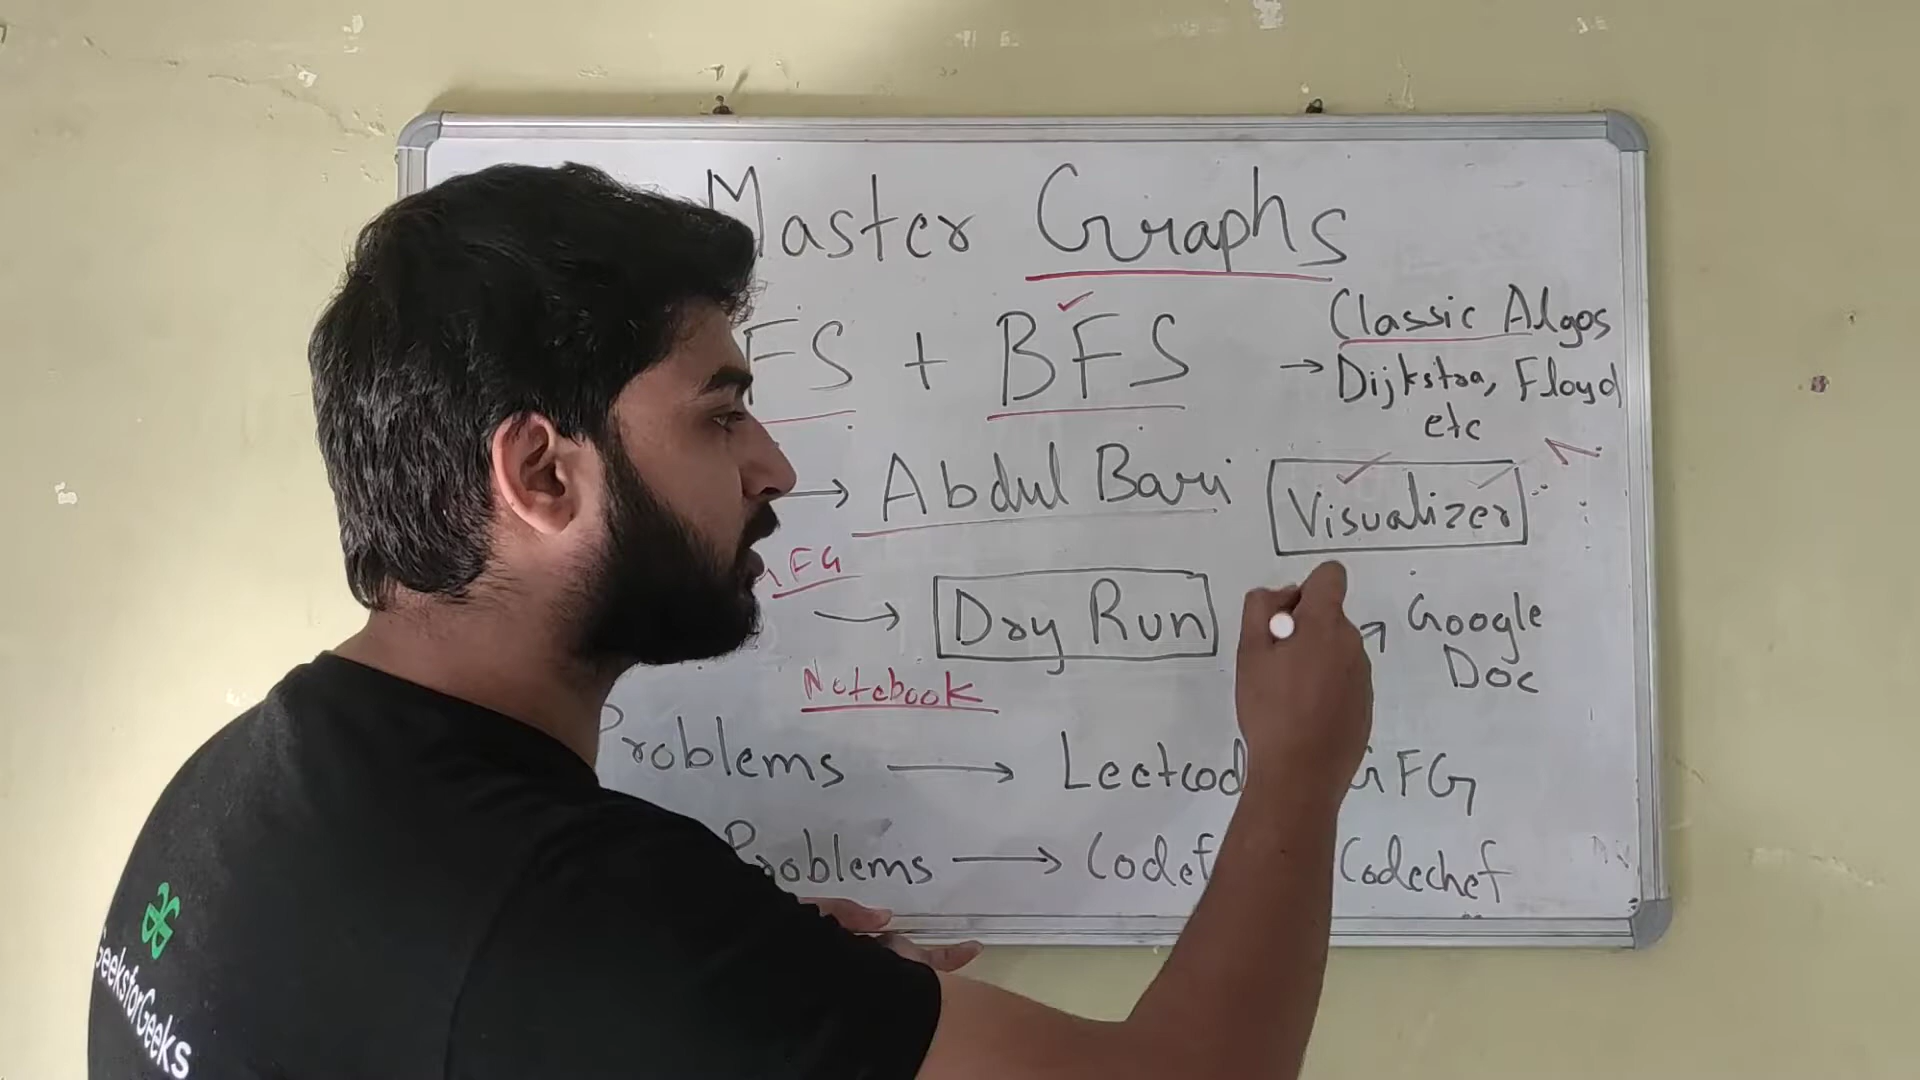 Master Graphs
FS + BFS
Classic Algos
→ Dijkstra, Floyd
etc
→ Abdul Bari
Visualizer
GFG
→ Dry Run
→ Google
Doc
Notebook
Problems → Leetcod GFG
Problems → Codef Codechef
GeeksforGeeks